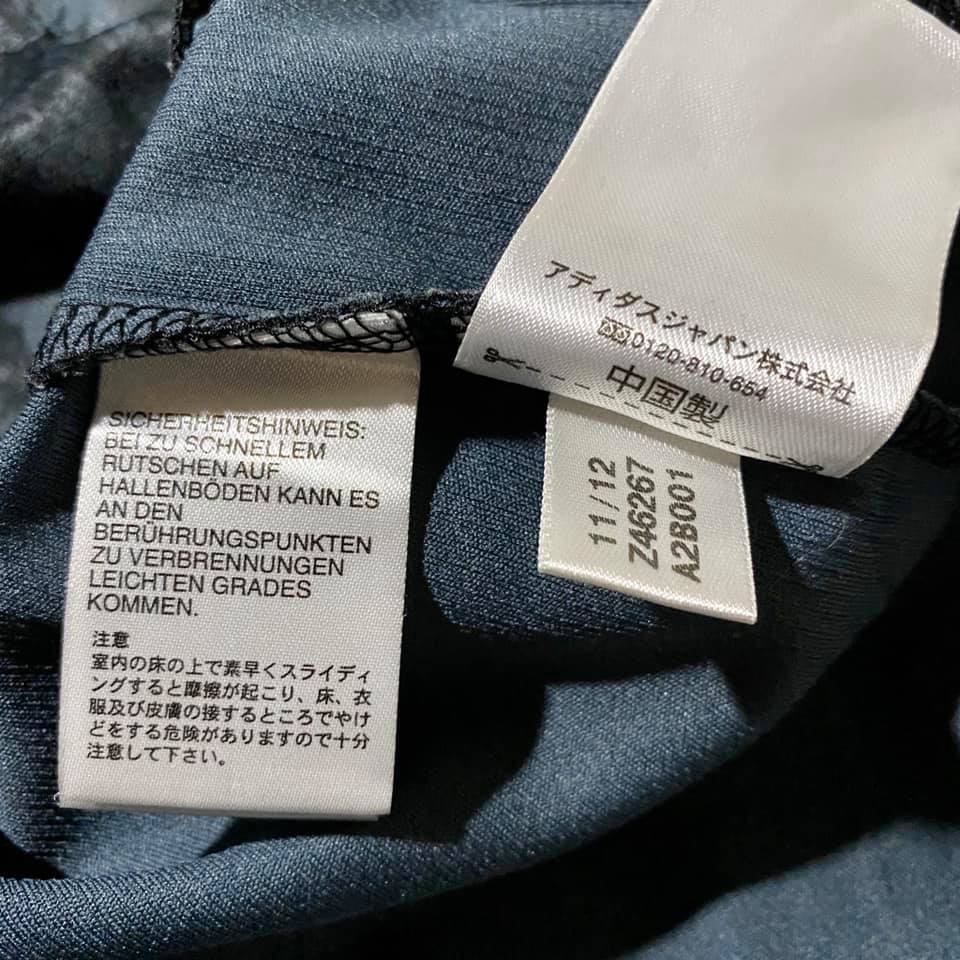 SICHERHEITSHINWEIS:
BEI ZU SCHNELLEM
RUTSCHEN AUF
HALLENBÖDEN KANN ES
AN DEN
BERÜHRUNGSPUNKTEN
ZU VERBRENNUNGEN
LEICHTEN GRADES
KOMMEN.
注意
室内の床の上で素早くスライディ
ングすると摩擦が起こり、床、衣
服及び皮膚の接するところでやけ
どをする危険がありますので十分
注意して下さい。
アディダスジャパン株式会社
0120-810-654
中国製
11/12
Z46267
A2B001